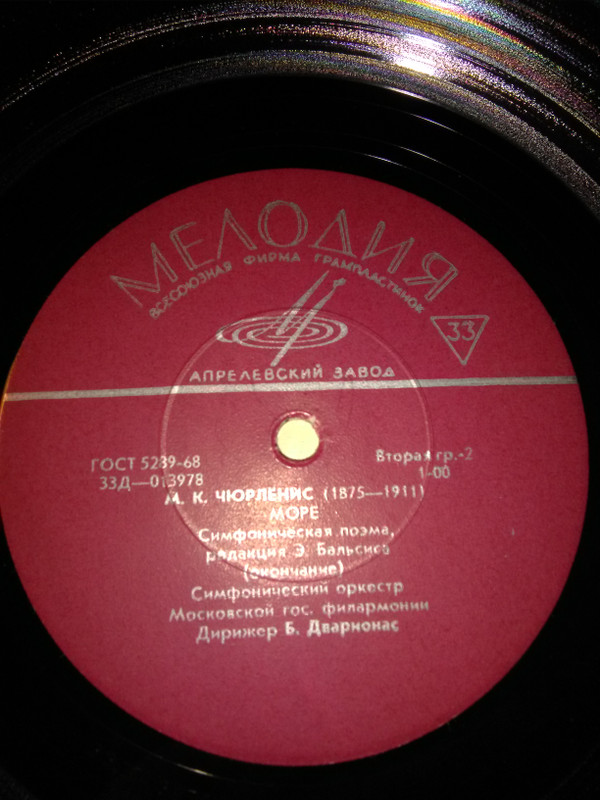 МЕЛОДИЯ
ВСЕСОЮЗНАЯ ФИРМА ГРАМПЛАСТИНОК
33
АПРЕЛЕВСКИЙ ЗАВОД
ГОСТ 5289-68
Вторая гр.-2
33Д—013978
1-00
М. К. ЧЮРЛЕНИС (1875—1911)
МОРЕ
Симфоническая поэма,
редакция Э. Бальсиса
(окончание)
Симфонический оркестр
Московской гос. филармонии
Дирижер Б. Дварионас